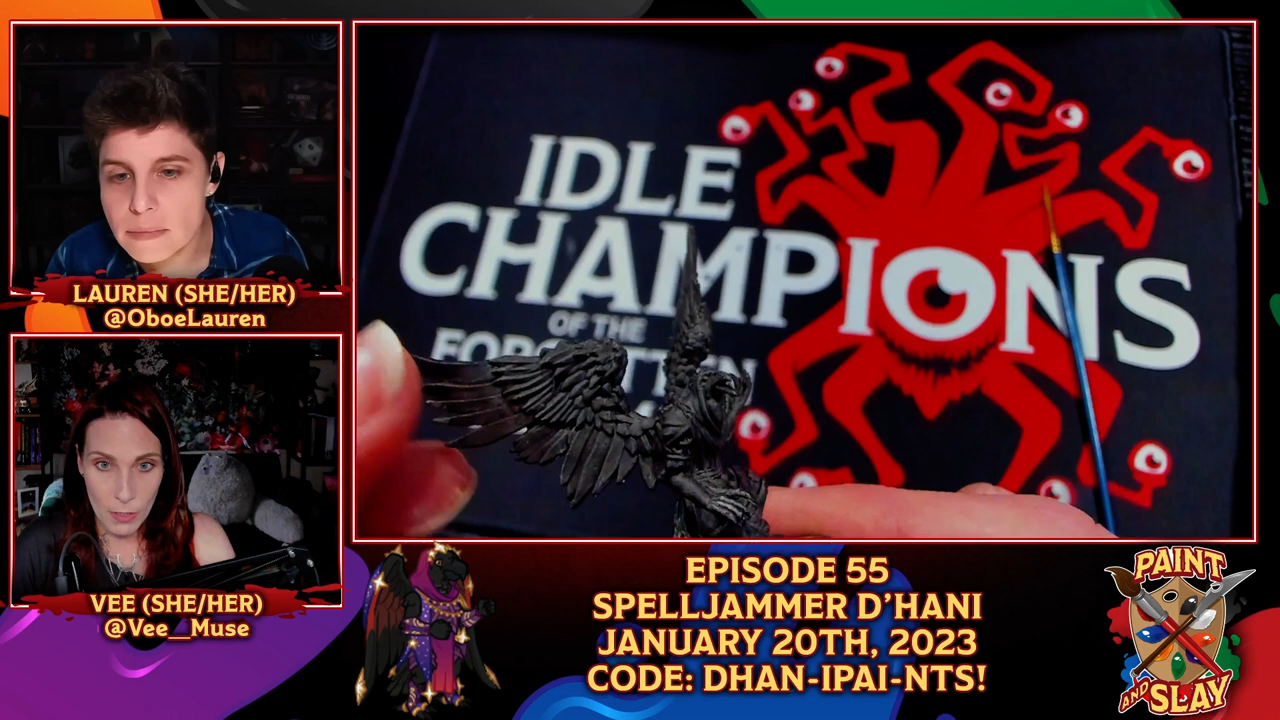 LAUREN (SHE/HER)
@OboeLauren
VEE (SHE/HER)
@Vee__Muse
IDLE
CHAMPIONS
OF THE
EPISODE 55
SPELLJAMMER D’HANI
JANUARY 20TH, 2023
CODE: DHAN-IPAI-NTS!
PAINT
AND SLAY